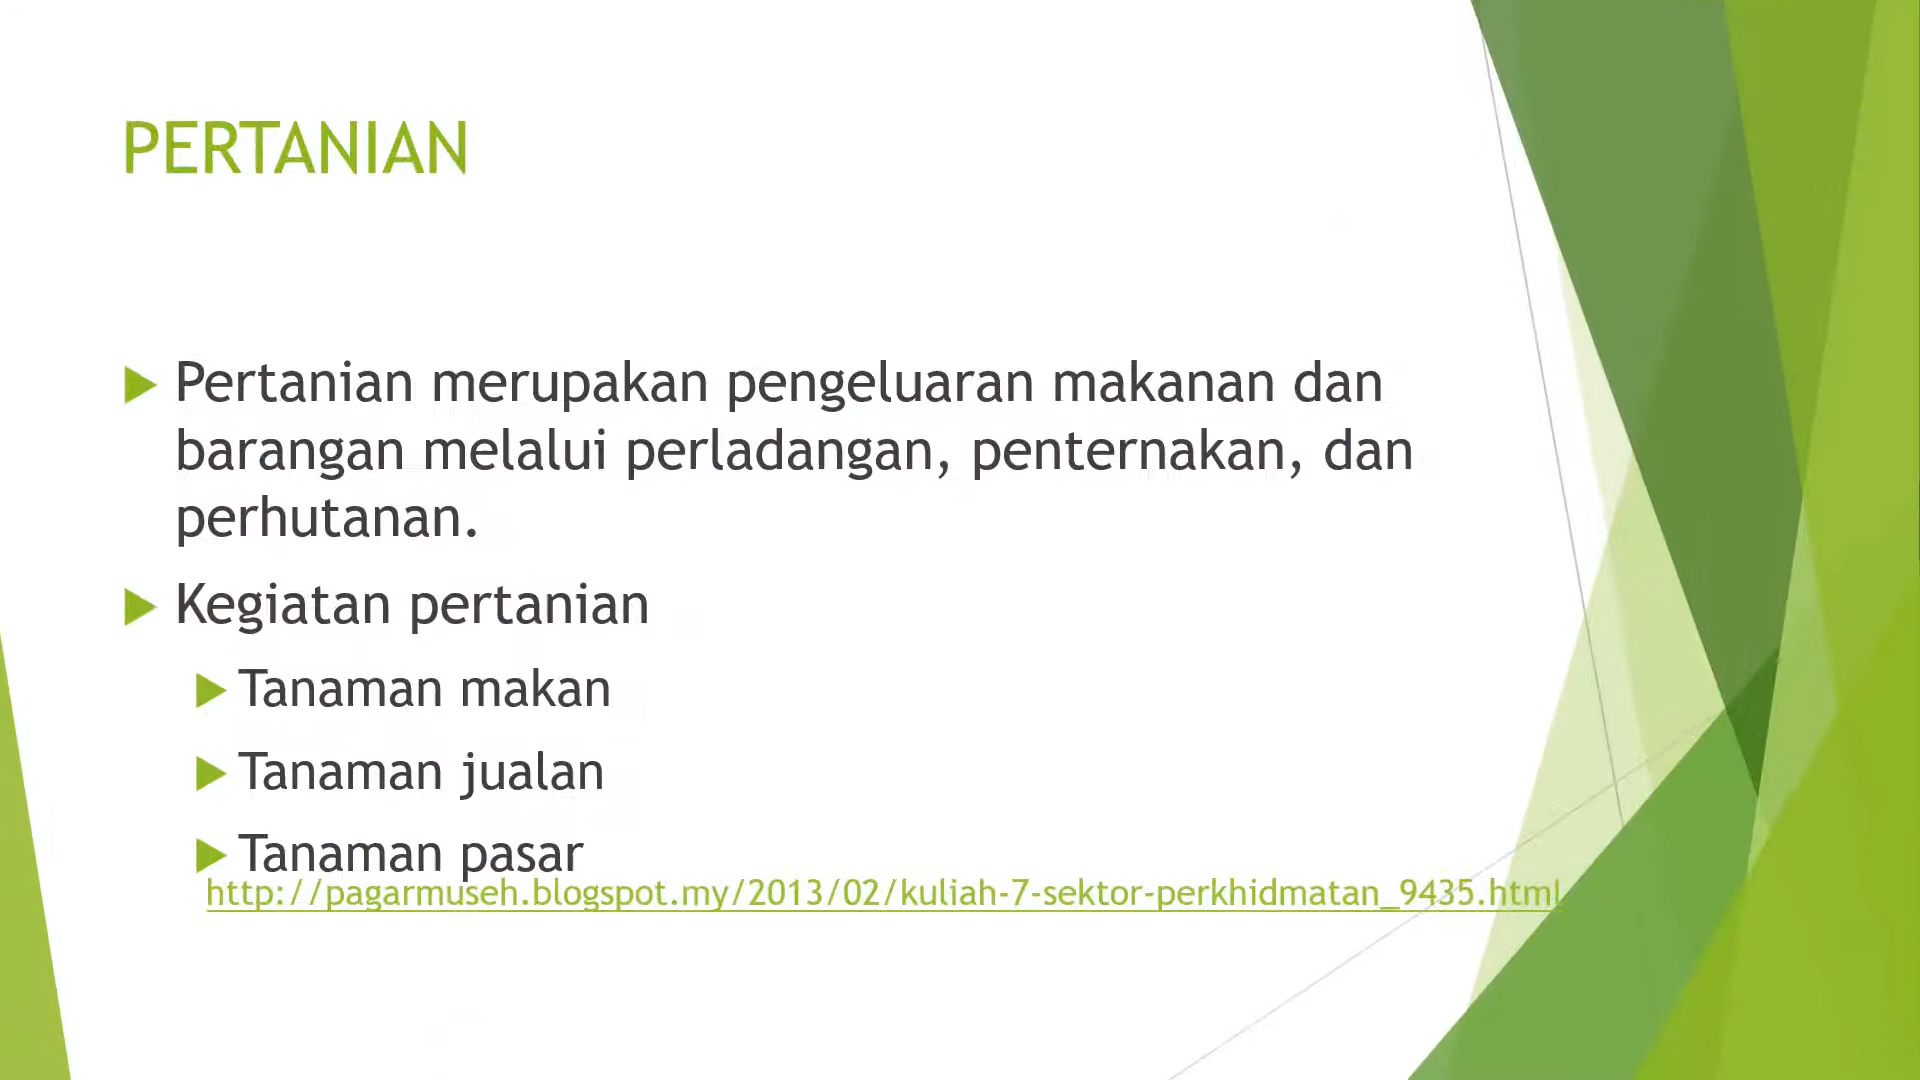 PERTANIAN
Pertanian merupakan pengeluaran makanan dan
barangan melalui perladangan, penternakan, dan
perhutanan.
Kegiatan pertanian
Tanaman makan
Tanaman jualan
Tanaman pasar
http://pagarmuseh.blogspot.my/2013/02/kuliah-7-sektor-perkhidmatan_9435.html